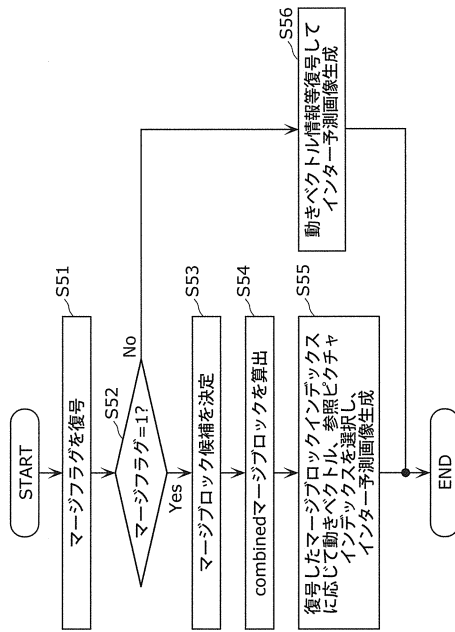 START
S51
マージフラグを復号
S52
マージフラグ=1?
No
Yes
S53
マージブロック候補を決定
S54
combinedマージブロックを算出
S55
復号したマージブロックインデックス
に応じて動きベクトル、参照ピクチャ
インデックスを選択し、
インター予測画像生成
S56
動きベクトル情報等復号して
インター予測画像生成
END